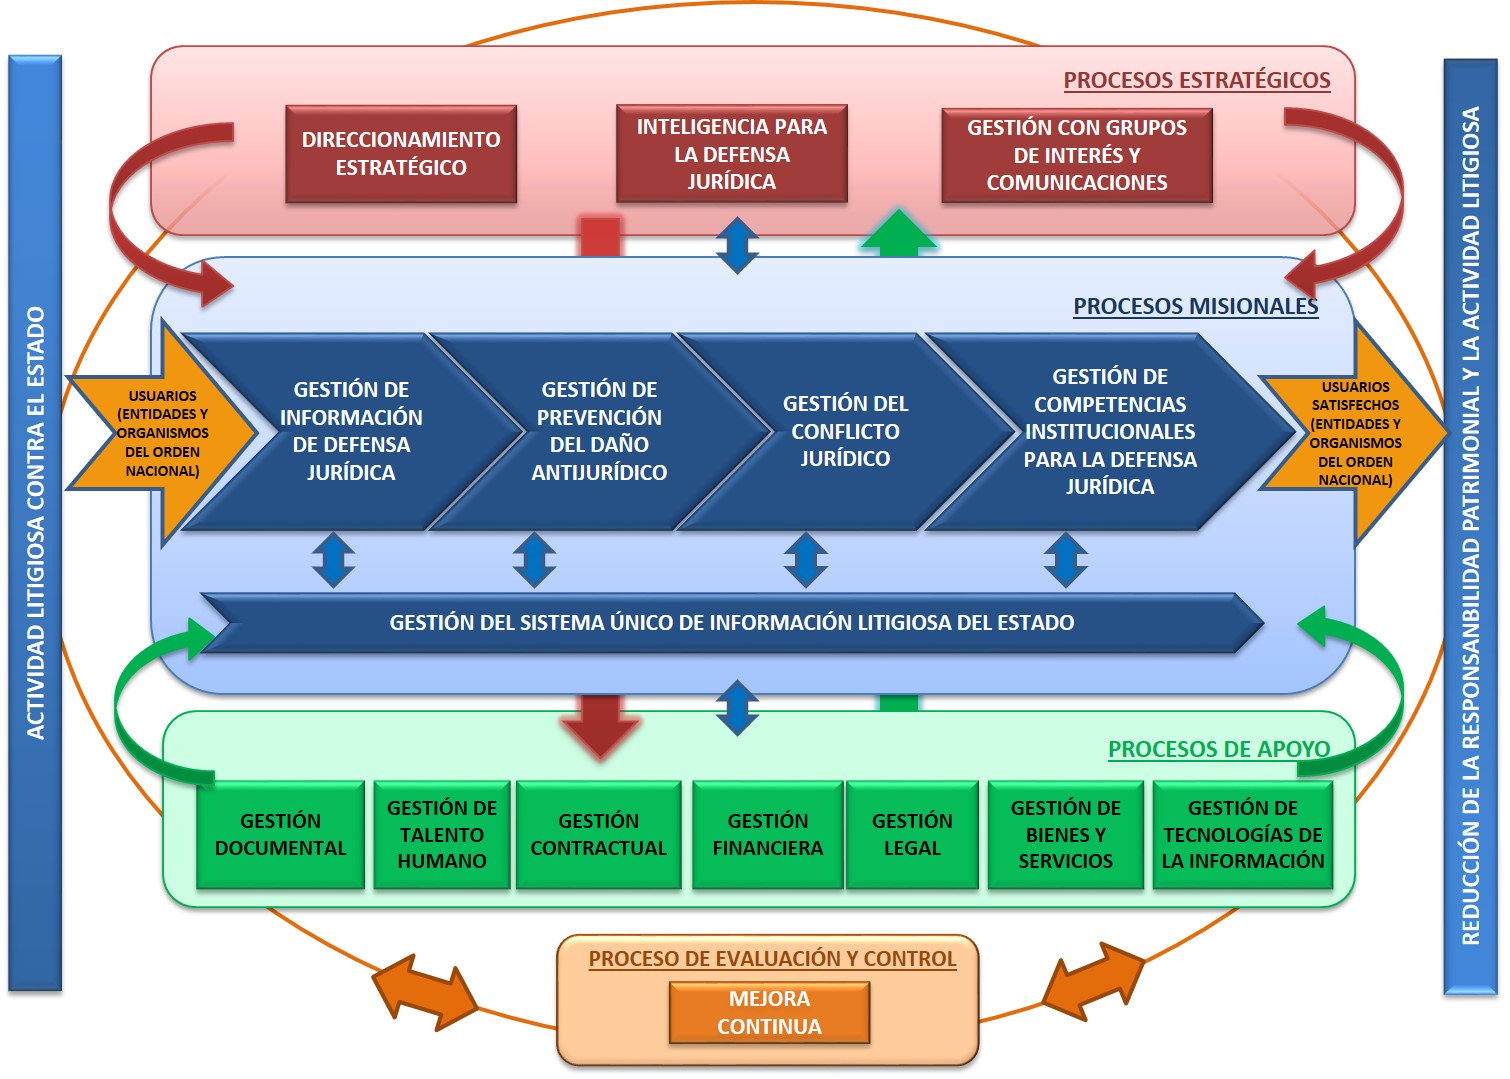 ACTIVIDAD LITIGIOSA CONTRA EL ESTADO
PROCESOS ESTRATÉGICOS
DIRECCIONAMIENTO
ESTRATÉGICO
INTELIGENCIA PARA
LA DEFENSA
JURÍDICA
GESTIÓN CON GRUPOS
DE INTERÉS Y
COMUNICACIONES
PROCESOS MISIONALES
USUARIOS
(ENTIDADES Y
ORGANISMOS
DEL ORDEN
NACIONAL)
GESTIÓN DE
INFORMACIÓN
DE DEFENSA
JURÍDICA
GESTIÓN DE
PREVENCIÓN
DEL DAÑO
ANTIJURÍDICO
GESTIÓN DEL
CONFLICTO
JURÍDICO
GESTIÓN DE
COMPETENCIAS
INSTITUCIONALES
PARA LA DEFENSA
JURÍDICA
USUARIOS
SATISFECHOS
(ENTIDADES Y
ORGANISMOS
DEL ORDEN
NACIONAL)
GESTIÓN DEL SISTEMA ÚNICO DE INFORMACIÓN LITIGIOSA DEL ESTADO
PROCESOS DE APOYO
GESTIÓN
DOCUMENTAL
GESTIÓN DE
TALENTO
HUMANO
GESTIÓN
CONTRACTUAL
GESTIÓN
FINANCIERA
GESTIÓN
LEGAL
GESTIÓN DE
BIENES Y
SERVICIOS
GESTIÓN DE
TECNOLOGÍAS DE
LA INFORMACIÓN
PROCESO DE EVALUACIÓN Y CONTROL
MEJORA
CONTINUA
REDUCCIÓN DE LA RESPONSANBILIDAD PATRIMONIAL Y LA ACTIVIDAD LITIGIOSA